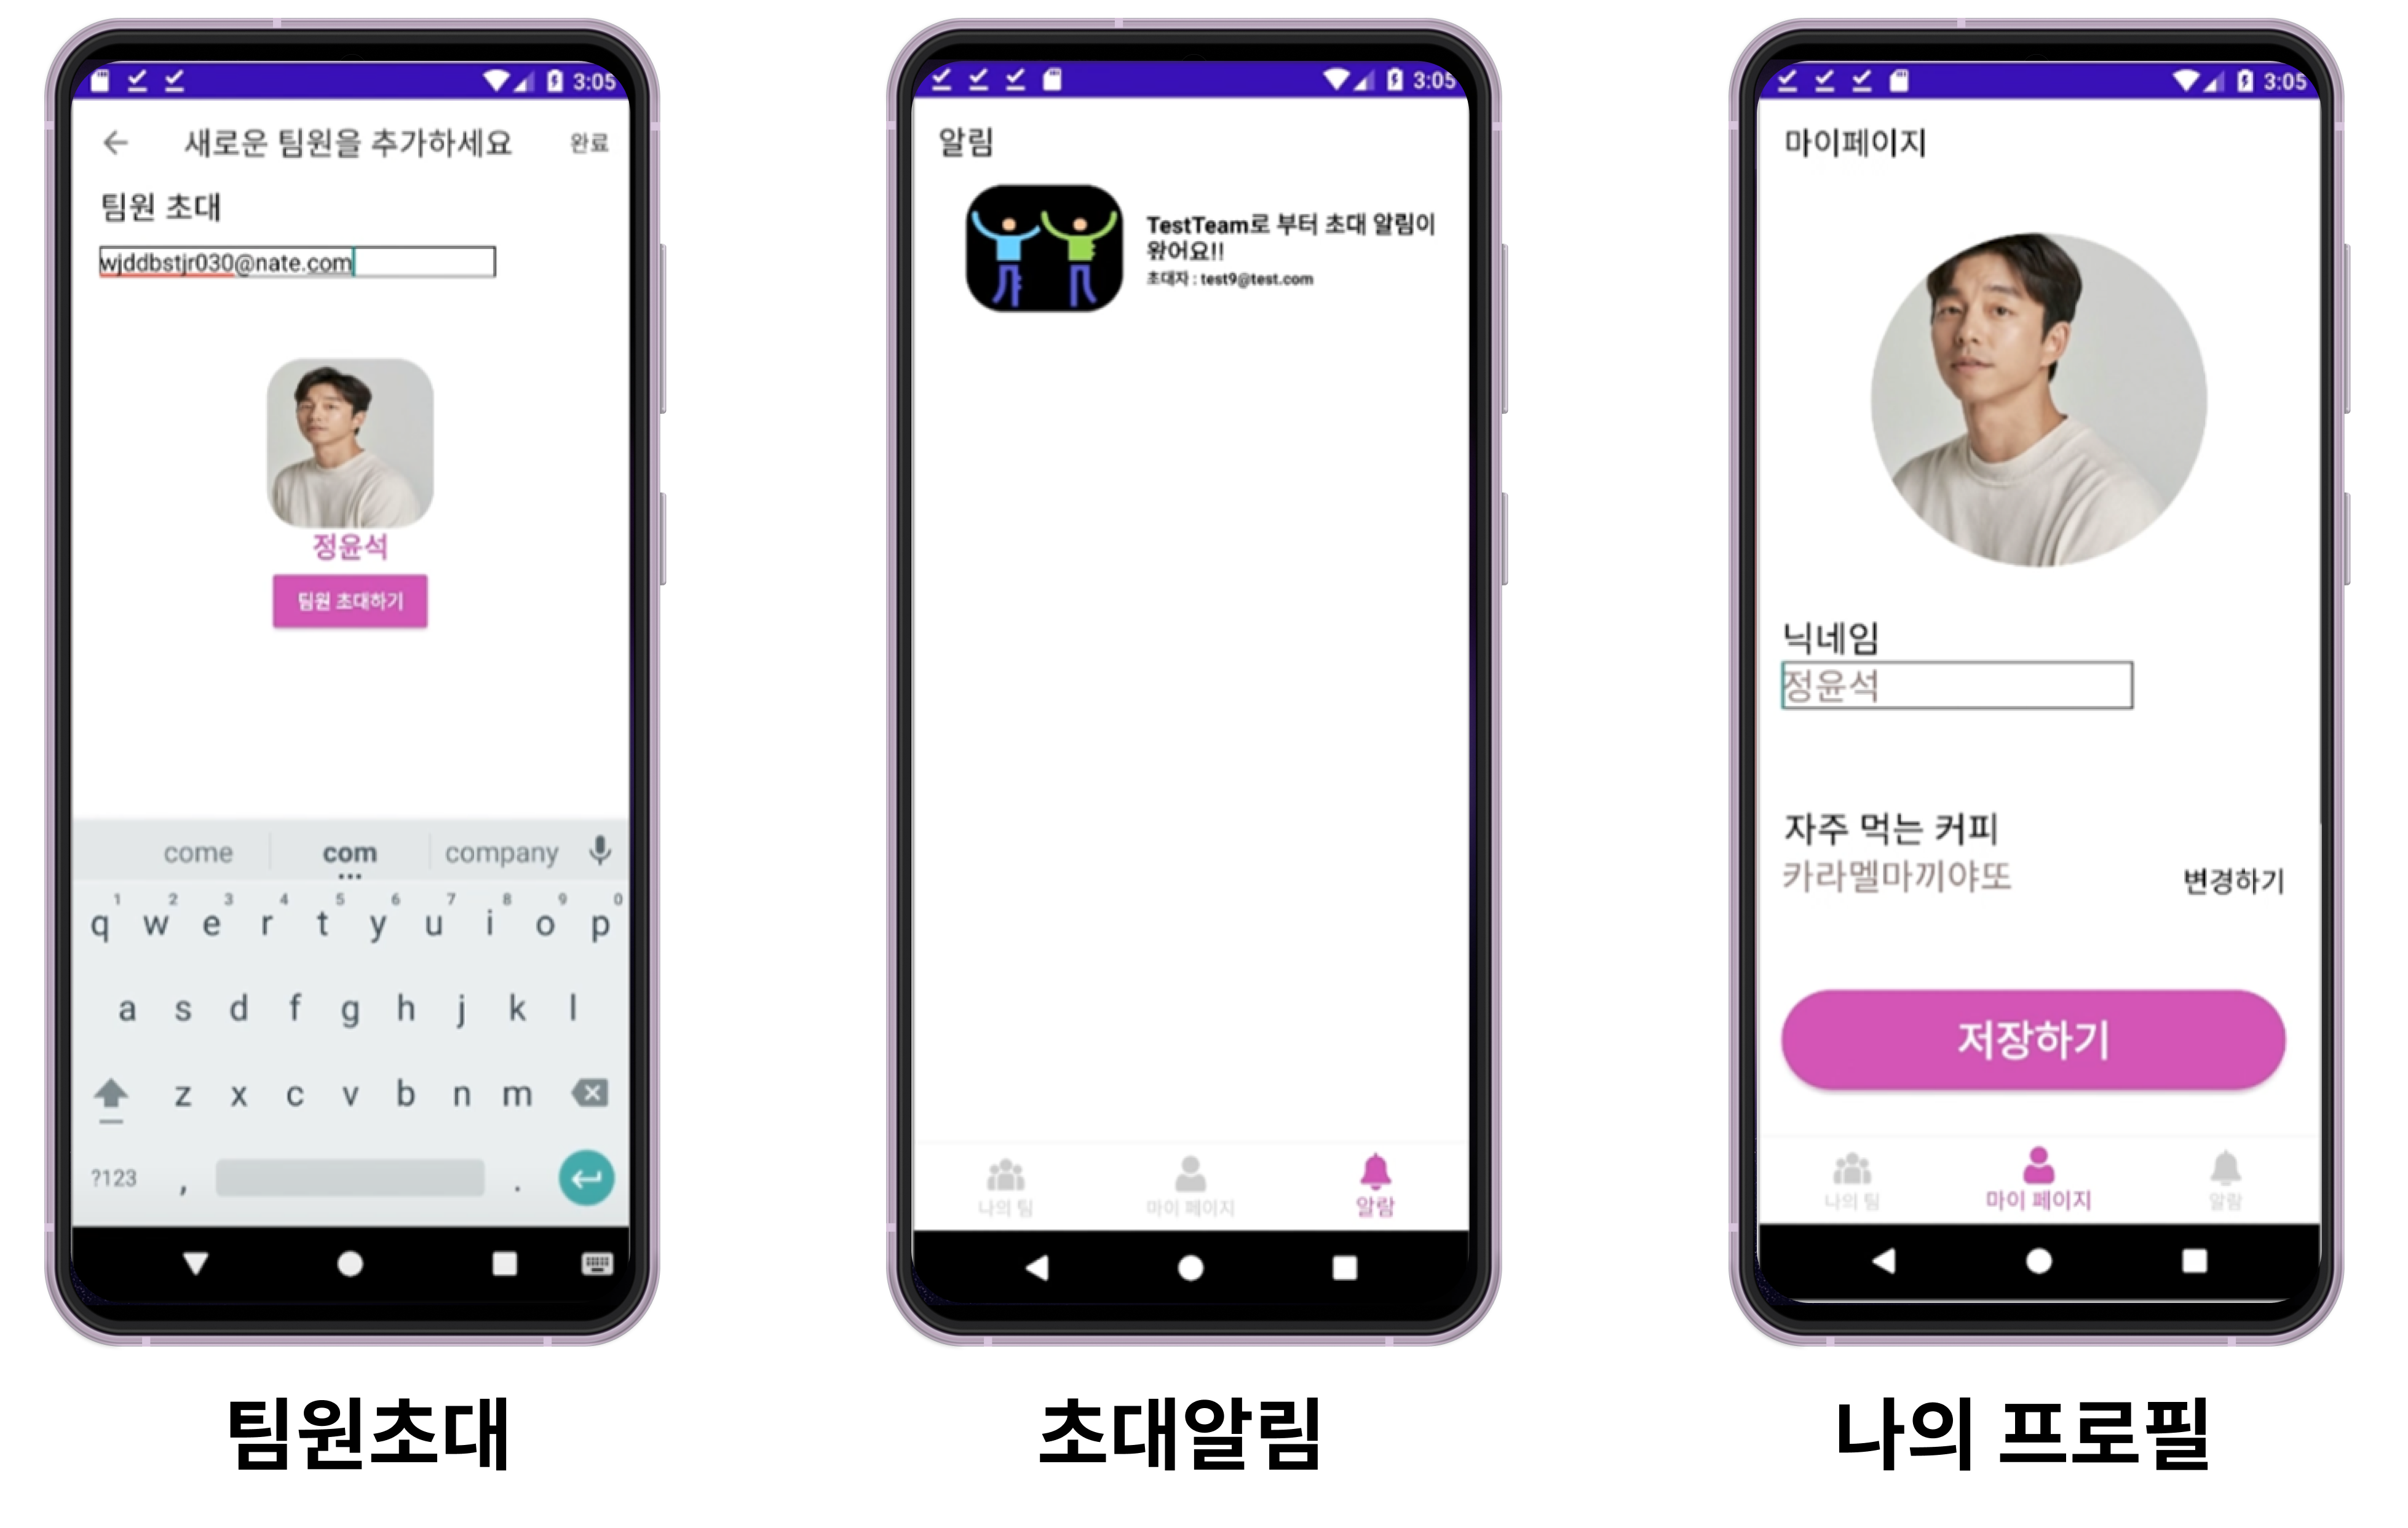 3:05
새로운 팀원을 추가하세요 완료
팀원 초대
wjddbstjr030@nate.com
정윤석
팀원 초대하기
come com company
1 2 3 4 5 6 7 8 9 0
q w e r t y u i o p
a s d f g h j k l
z x c v b n m
?123 , .
팀원초대
3:05
알림
TestTeam로 부터 초대 알림이
왔어요!!
초대자 : test9@test.com
나의 팀 마이 페이지 알람
초대알림
3:05
마이페이지
닉네임
정윤석
자주 먹는 커피
카라멜마끼야또 변경하기
저장하기
나의 팀 마이 페이지 알람
나의 프로필